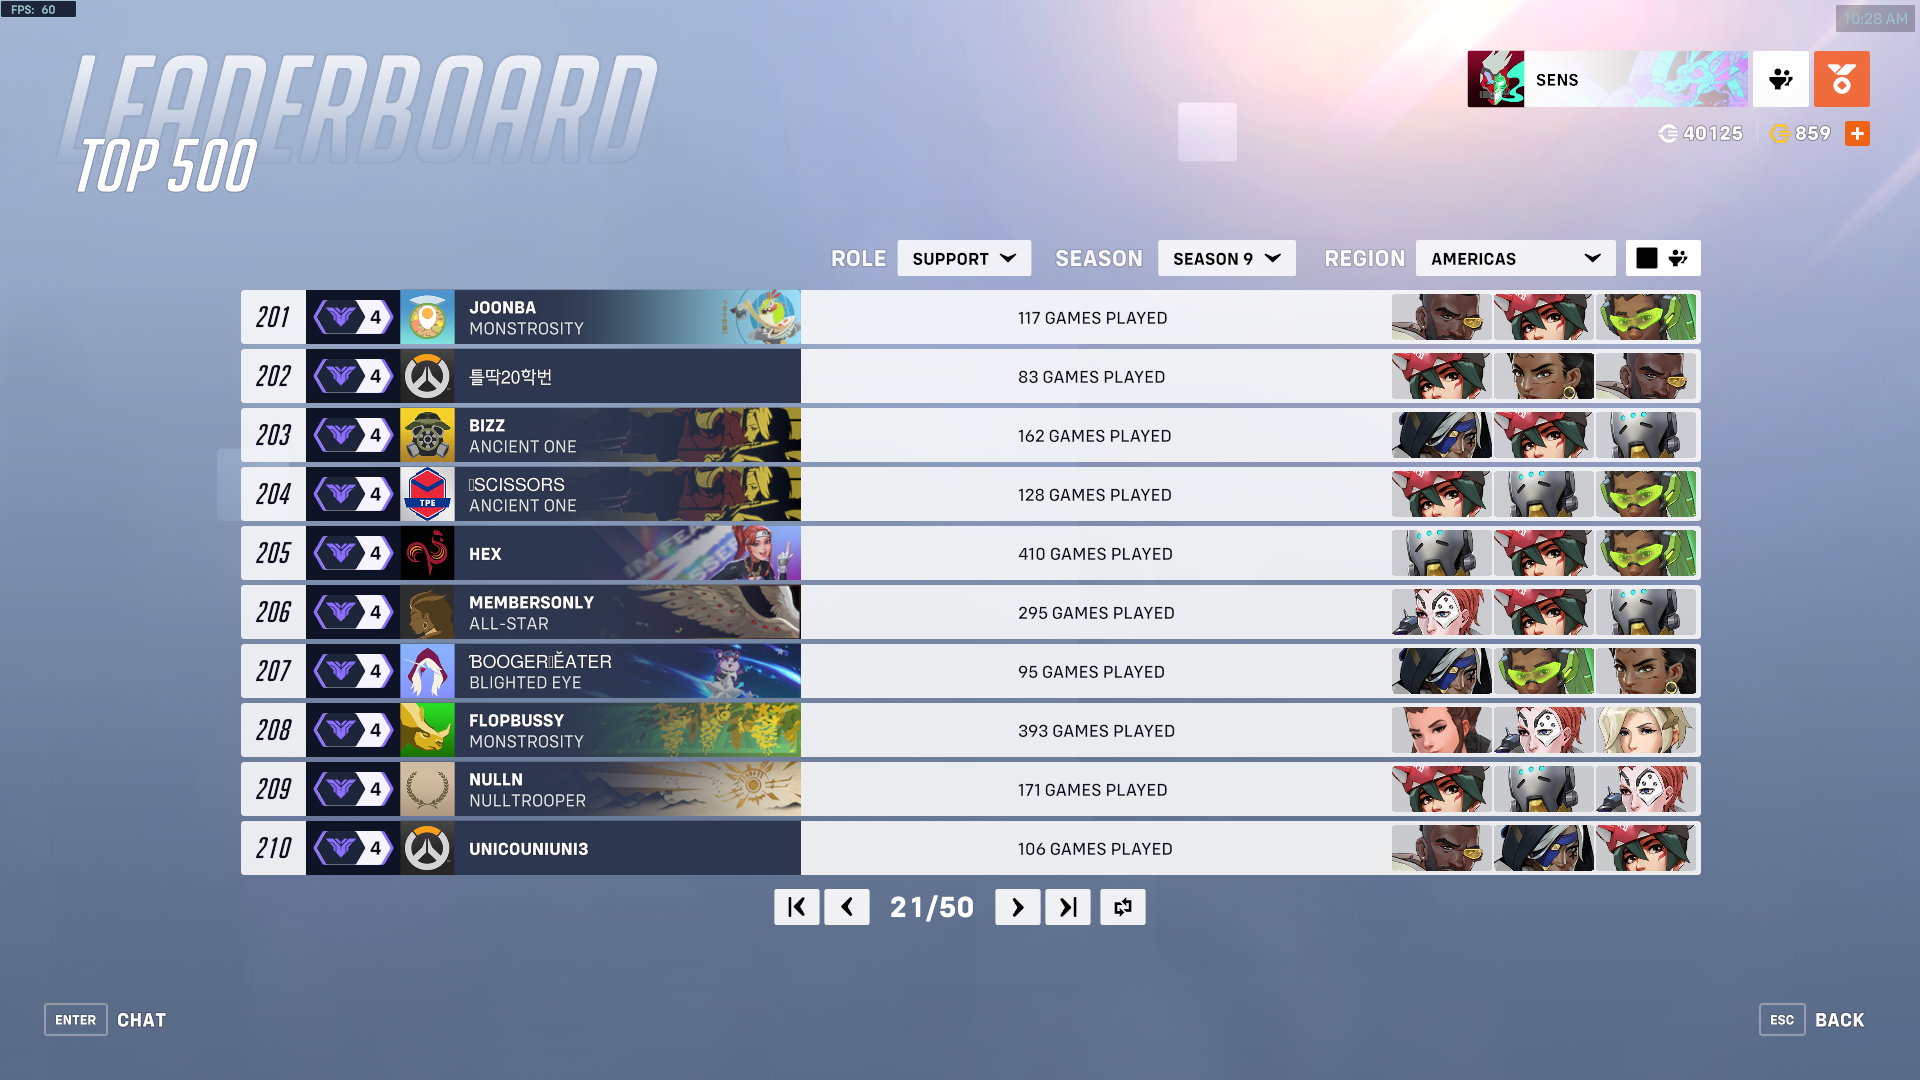 FPS: 60
10:28 AM
LEADERBOARD
TOP 500
SENS
40125
859
ROLE
SUPPORT
SEASON
SEASON 9
REGION
AMERICAS
201
4
JOONBA
MONSTROSITY
117 GAMES PLAYED
202
4
틀딱20학번
83 GAMES PLAYED
203
4
BIZZ
ANCIENT ONE
162 GAMES PLAYED
204
4
TPE
SCISSORS
ANCIENT ONE
128 GAMES PLAYED
205
4
HEX
410 GAMES PLAYED
206
4
MEMBERSONLY
ALL-STAR
295 GAMES PLAYED
207
4
ƁOOGER ĚATER
BLIGHTED EYE
95 GAMES PLAYED
208
4
FLOPBUSSY
MONSTROSITY
393 GAMES PLAYED
209
4
NULLN
NULLTROOPER
171 GAMES PLAYED
210
4
UNICOUNIUNI3
106 GAMES PLAYED
21/50
ENTER CHAT
ESC BACK